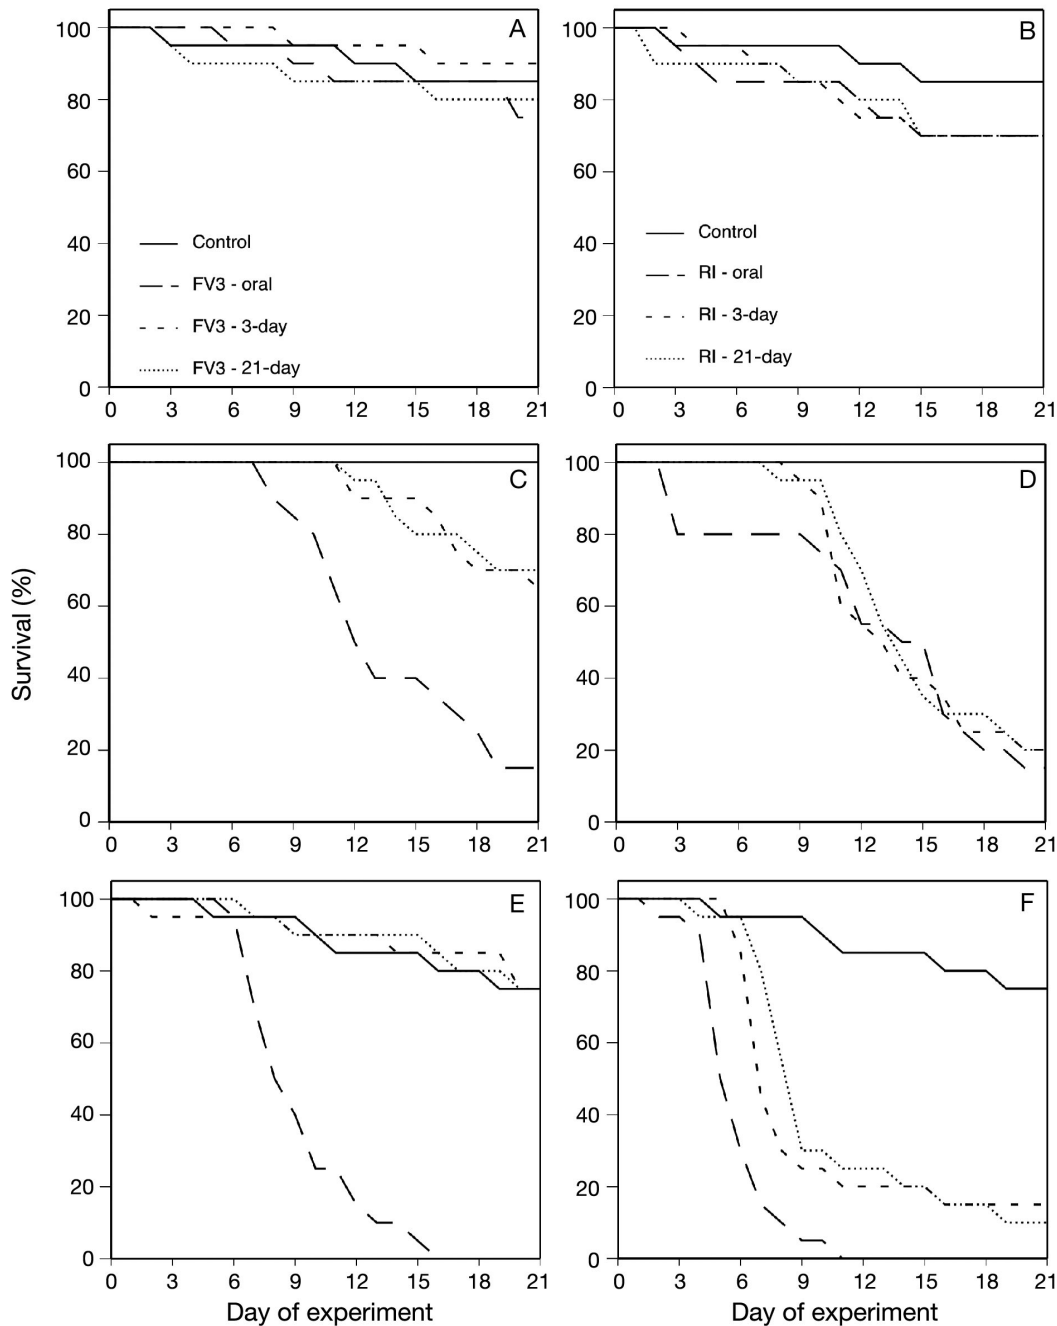 A
100
80
60
40
20
0
Control
FV3 - oral
FV3 - 3-day
FV3 - 21-day
0 3 6 9 12 15 18 21
B
100
80
60
40
20
0
Control
RI - oral
RI - 3-day
RI - 21-day
0 3 6 9 12 15 18 21
Survival (%)
C
100
80
60
40
20
0
0 3 6 9 12 15 18 21
D
100
80
60
40
20
0
0 3 6 9 12 15 18 21
E
100
80
60
40
20
0
0 3 6 9 12 15 18 21
Day of experiment
F
100
80
60
40
20
0
0 3 6 9 12 15 18 21
Day of experiment